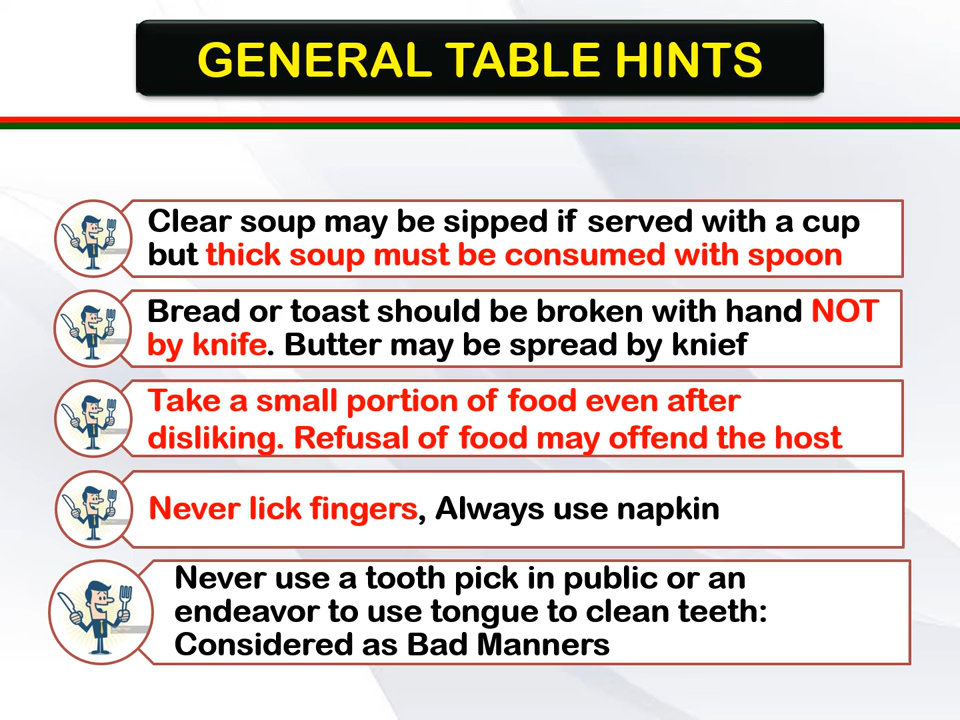 GENERAL TABLE HINTS
Clear soup may be sipped if served with a cup
but thick soup must be consumed with spoon
Bread or toast should be broken with hand NOT
by knife. Butter may be spread by knief
Take a small portion of food even after
disliking. Refusal of food may offend the host
Never lick fingers, Always use napkin
Never use a tooth pick in public or an
endeavor to use tongue to clean teeth:
Considered as Bad Manners